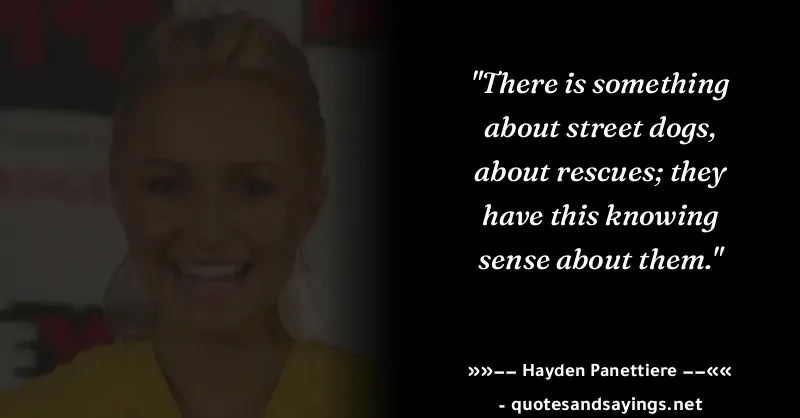 "There is something
about street dogs,
about rescues; they
have this knowing
sense about them."
»»–– Hayden Panettiere ––««
- quotesandsayings.net